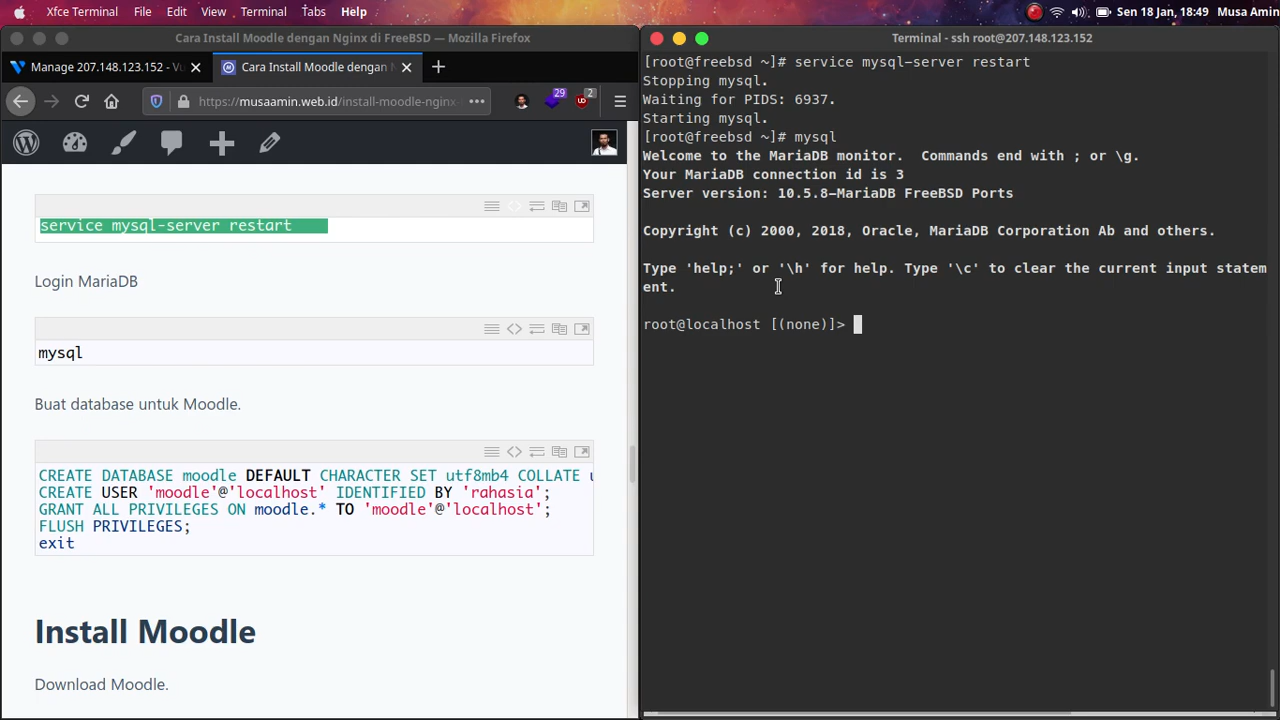 Xfce Terminal File Edit View Terminal Tabs Help
Sen 18 Jan, 18:49 Musa Amin
Cara Install Moodle dengan Nginx di FreeBSD — Mozilla Firefox
Manage 207.148.123.152 - Vu
Cara Install Moodle dengan N
https://musaamin.web.id/install-moodle-nginx-
29
2
service mysql-server restart
Login MariaDB
mysql
Buat database untuk Moodle.
CREATE DATABASE moodle DEFAULT CHARACTER SET utf8mb4 COLLATE u
CREATE USER 'moodle'@'localhost' IDENTIFIED BY 'rahasia';
GRANT ALL PRIVILEGES ON moodle.* TO 'moodle'@'localhost';
FLUSH PRIVILEGES;
exit
Install Moodle
Download Moodle.
Terminal - ssh root@207.148.123.152
[root@freebsd ~]# service mysql-server restart
Stopping mysql.
Waiting for PIDS: 6937.
Starting mysql.
[root@freebsd ~]# mysql
Welcome to the MariaDB monitor.  Commands end with ; or \g.
Your MariaDB connection id is 3
Server version: 10.5.8-MariaDB FreeBSD Ports
Copyright (c) 2000, 2018, Oracle, MariaDB Corporation Ab and others.
Type 'help;' or '\h' for help. Type '\c' to clear the current input statem
ent.
root@localhost [(none)]>